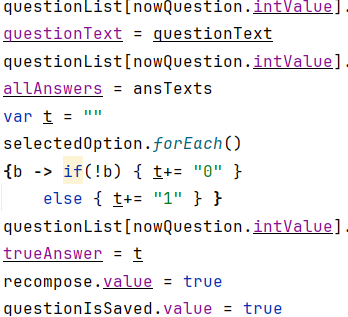 questionList[nowQuestion.intValue].
questionText = questionText
questionList[nowQuestion.intValue].
allAnswers = ansTexts
var t = ""
selectedOption.forEach()
{b -> if(!b) { t+= "0" }
else { t+= "1" } }
questionList[nowQuestion.intValue].
trueAnswer = t
recompose.value = true
questionIsSaved.value = true